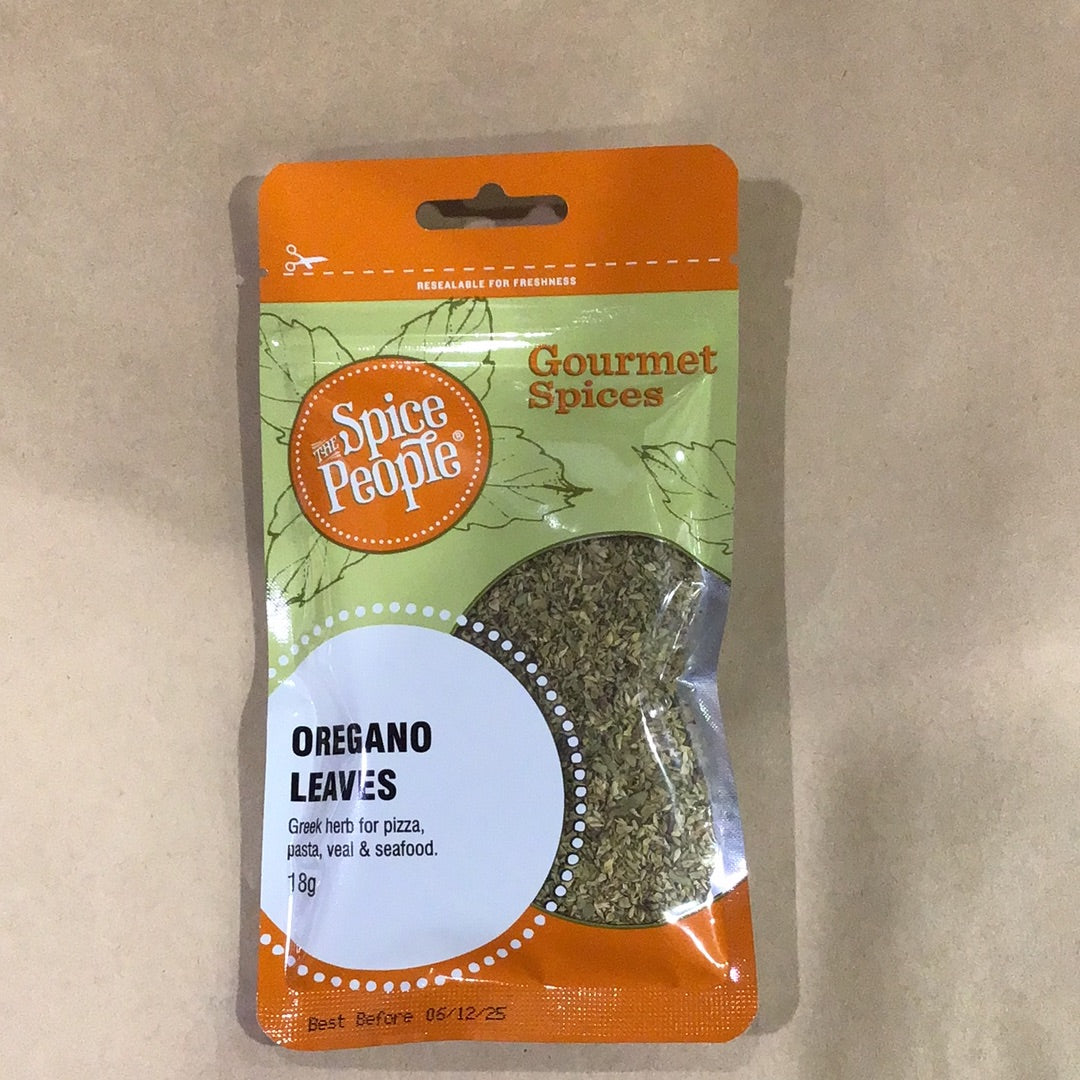 RESEALABLE FOR FRESHNESS
Gourmet
Spices
THE Spice
People®
OREGANO
LEAVES
Greek herb for pizza,
pasta, veal & seafood.
18g
Best Before 06/12/25